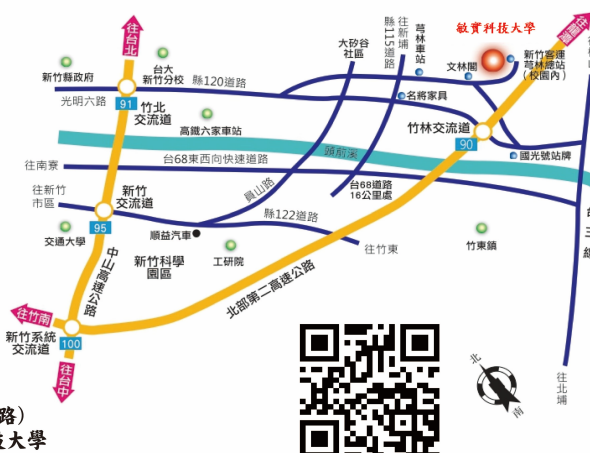 往台北
往新埔
縣115道路
大矽谷
社區
芎林車站
敏實科技大學
往龍潭
新竹縣政府
台大
新竹分校
縣120道路
文林閣
新竹客運
芎林總站
(校園內)
光明六路
91
竹北
交流道
名將家具
高鐵六家車站
竹林交流道
90
頭前溪
國光號站牌
往南寮
台68東西向快速道路
往新竹
市區
新竹
交流道
員山路
台68道路
16公里處
95
縣122道路
交通大學
順益汽車
往竹東
竹東鎮
台
三
線
中山高速公路
新竹科學
園區
工研院
北部第二高速公路
往竹南
新竹系統
交流道
100
往台中
北
南
往北埔
路)
技大學